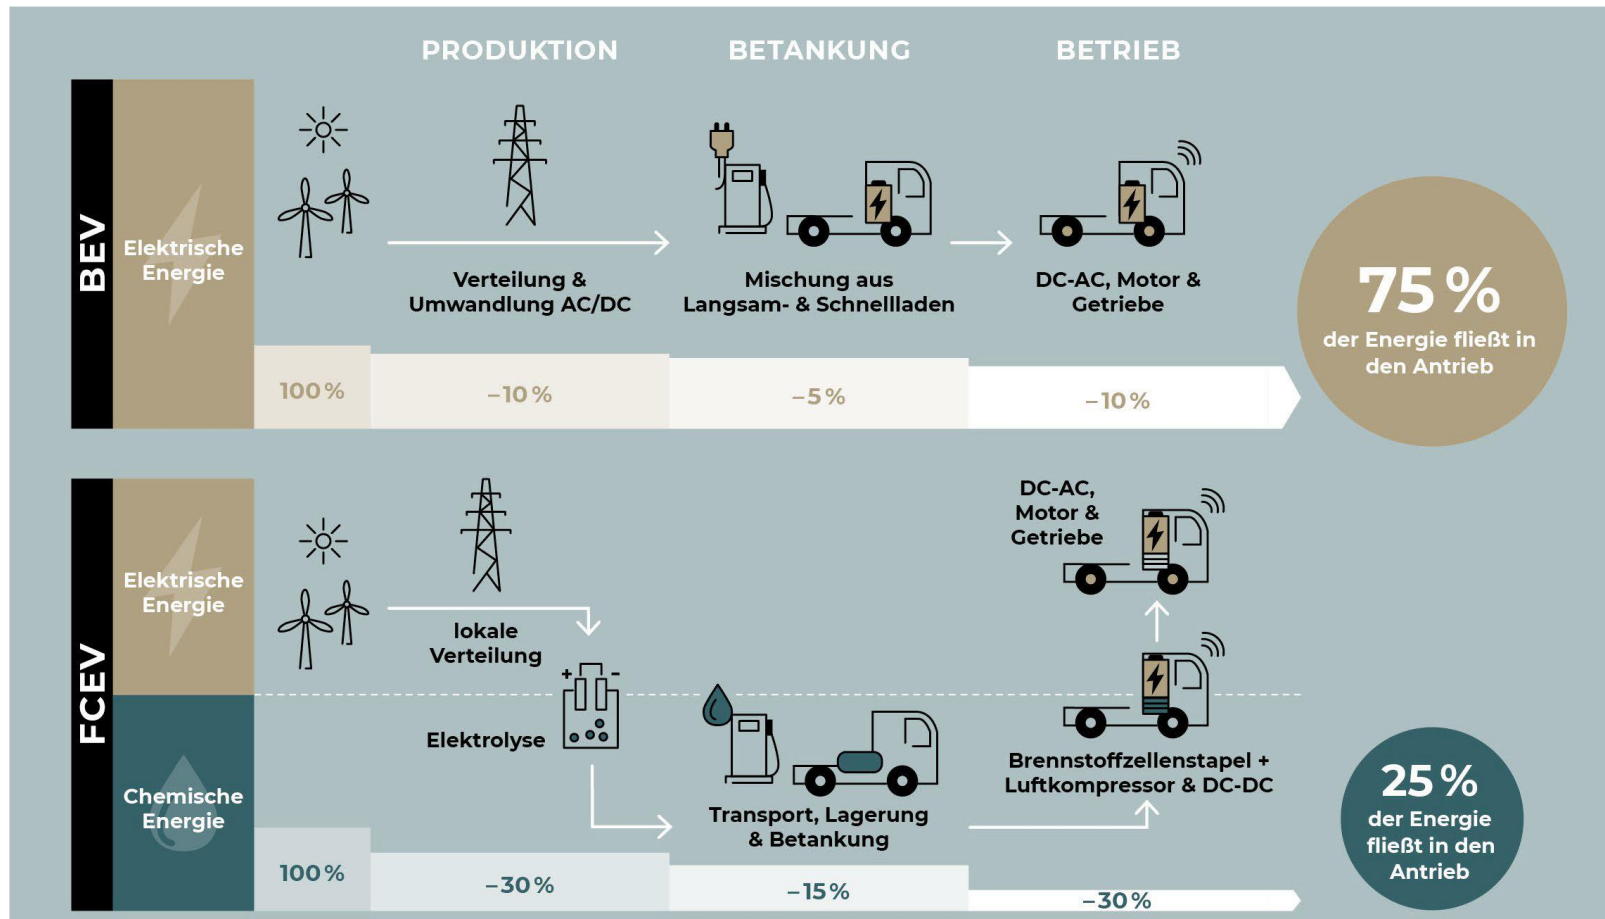 PRODUKTION
BETANKUNG
BETRIEB
BEV
Elektrische
Energie
Verteilung &
Umwandlung AC/DC
Mischung aus
Langsam- & Schnellladen
DC-AC, Motor &
Getriebe
100 %
–10 %
–5 %
–10 %
75 %
der Energie fließt in
den Antrieb
FCEV
Elektrische
Energie
Chemische
Energie
lokale
Verteilung
+ –
Elektrolyse
Transport, Lagerung
& Betankung
DC-AC,
Motor &
Getriebe
Brennstoffzellenstapel +
Luftkompressor & DC-DC
100 %
–30 %
–15 %
–30 %
25 %
der Energie
fließt in den
Antrieb